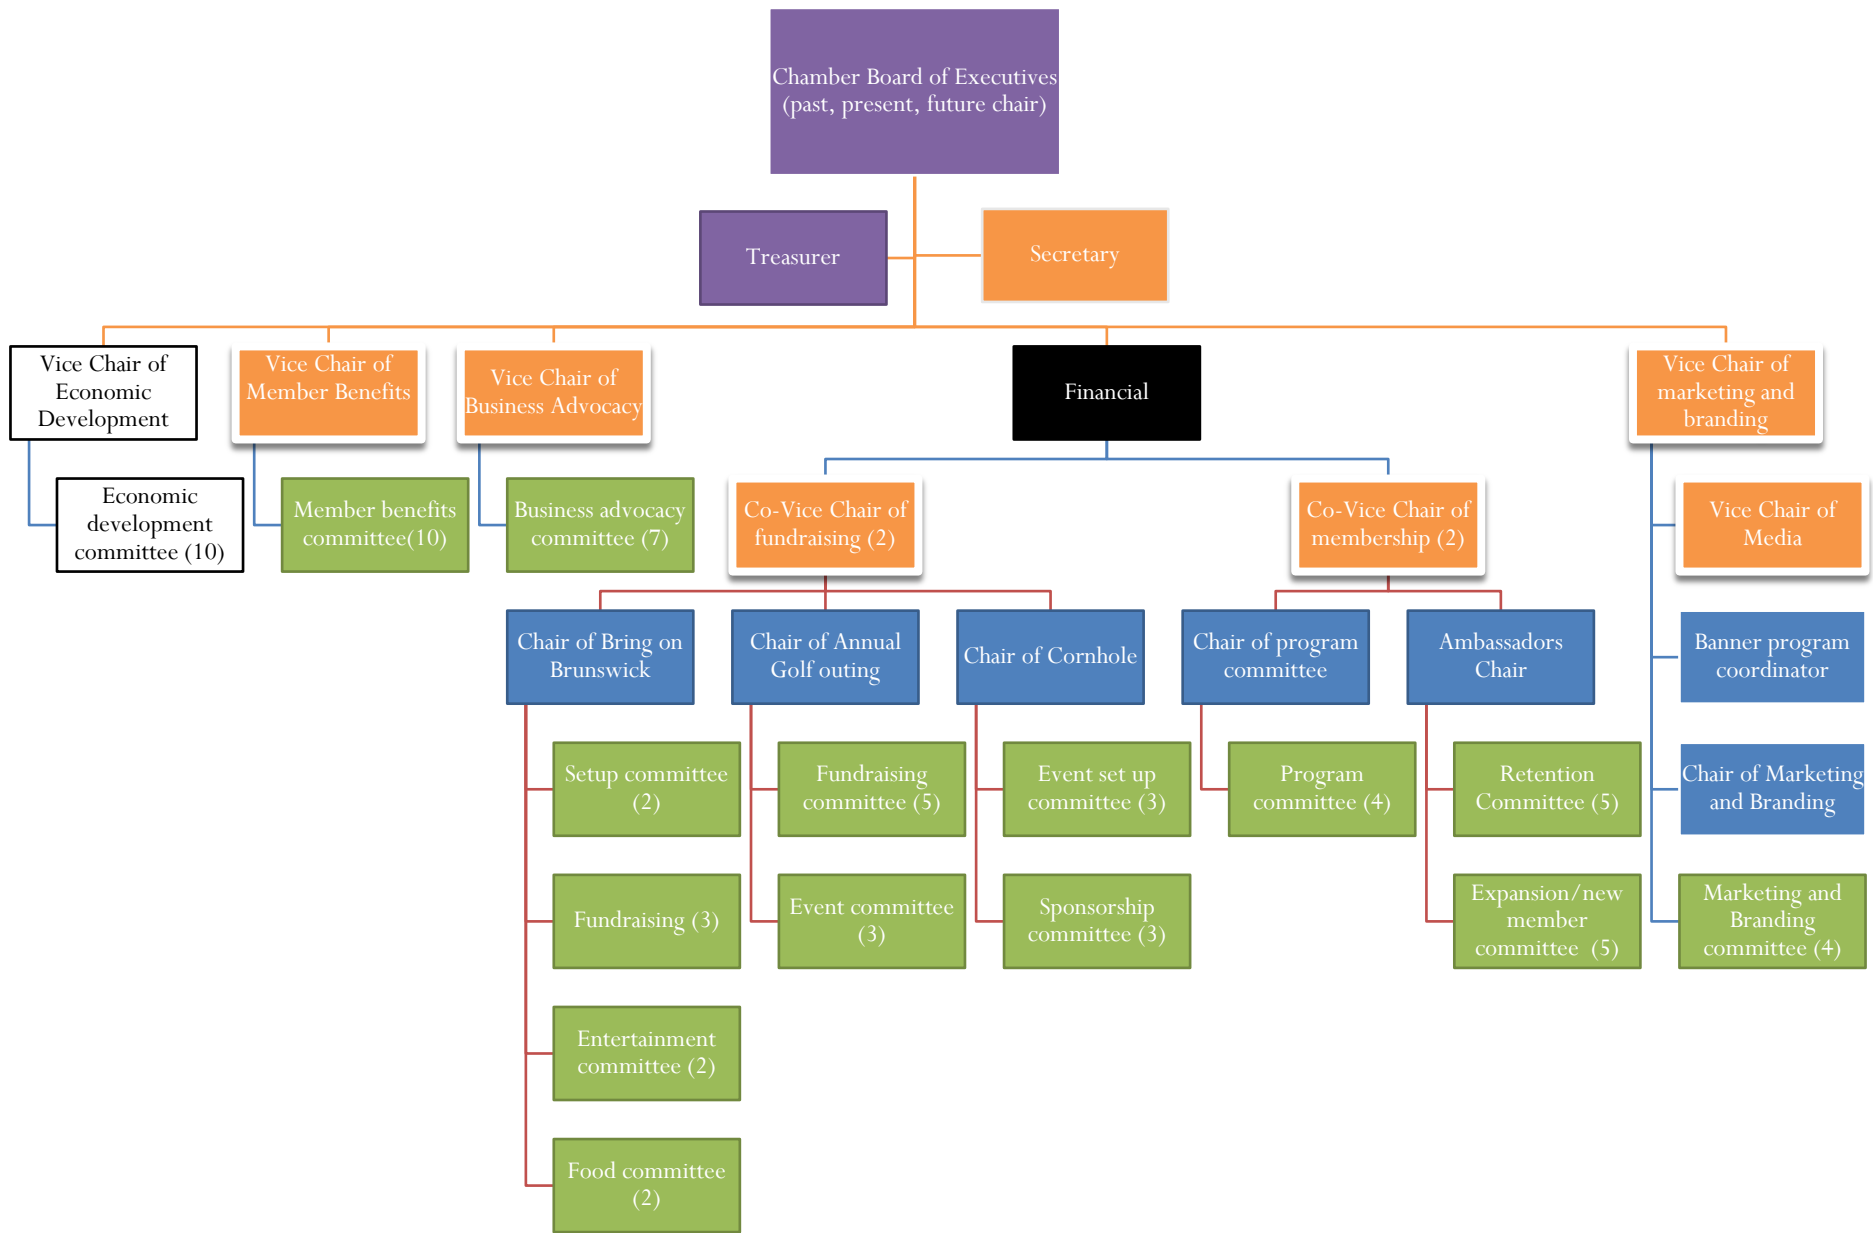 Chamber Board of Executives
(past, present, future chair)
Treasurer
Secretary
Vice Chair of
Economic
Development
Vice Chair of
Member Benefits
Vice Chair of
Business Advocacy
Financial
Vice Chair of
marketing and
branding
Economic
development
committee (10)
Member benefits
committee(10)
Business advocacy
committee (7)
Co-Vice Chair of
fundraising (2)
Co-Vice Chair of
membership (2)
Vice Chair of
Media
Chair of Bring on
Brunswick
Chair of Annual
Golf outing
Chair of Cornhole
Chair of program
committee
Ambassadors
Chair
Banner program
coordinator
Setup committee
(2)
Fundraising
committee (5)
Event set up
committee (3)
Program
committee (4)
Retention
Committee (5)
Chair of Marketing
and Branding
Fundraising (3)
Event committee
(3)
Sponsorship
committee (3)
Expansion/new
member
committee  (5)
Marketing and
Branding
committee (4)
Entertainment
committee (2)
Food committee
(2)